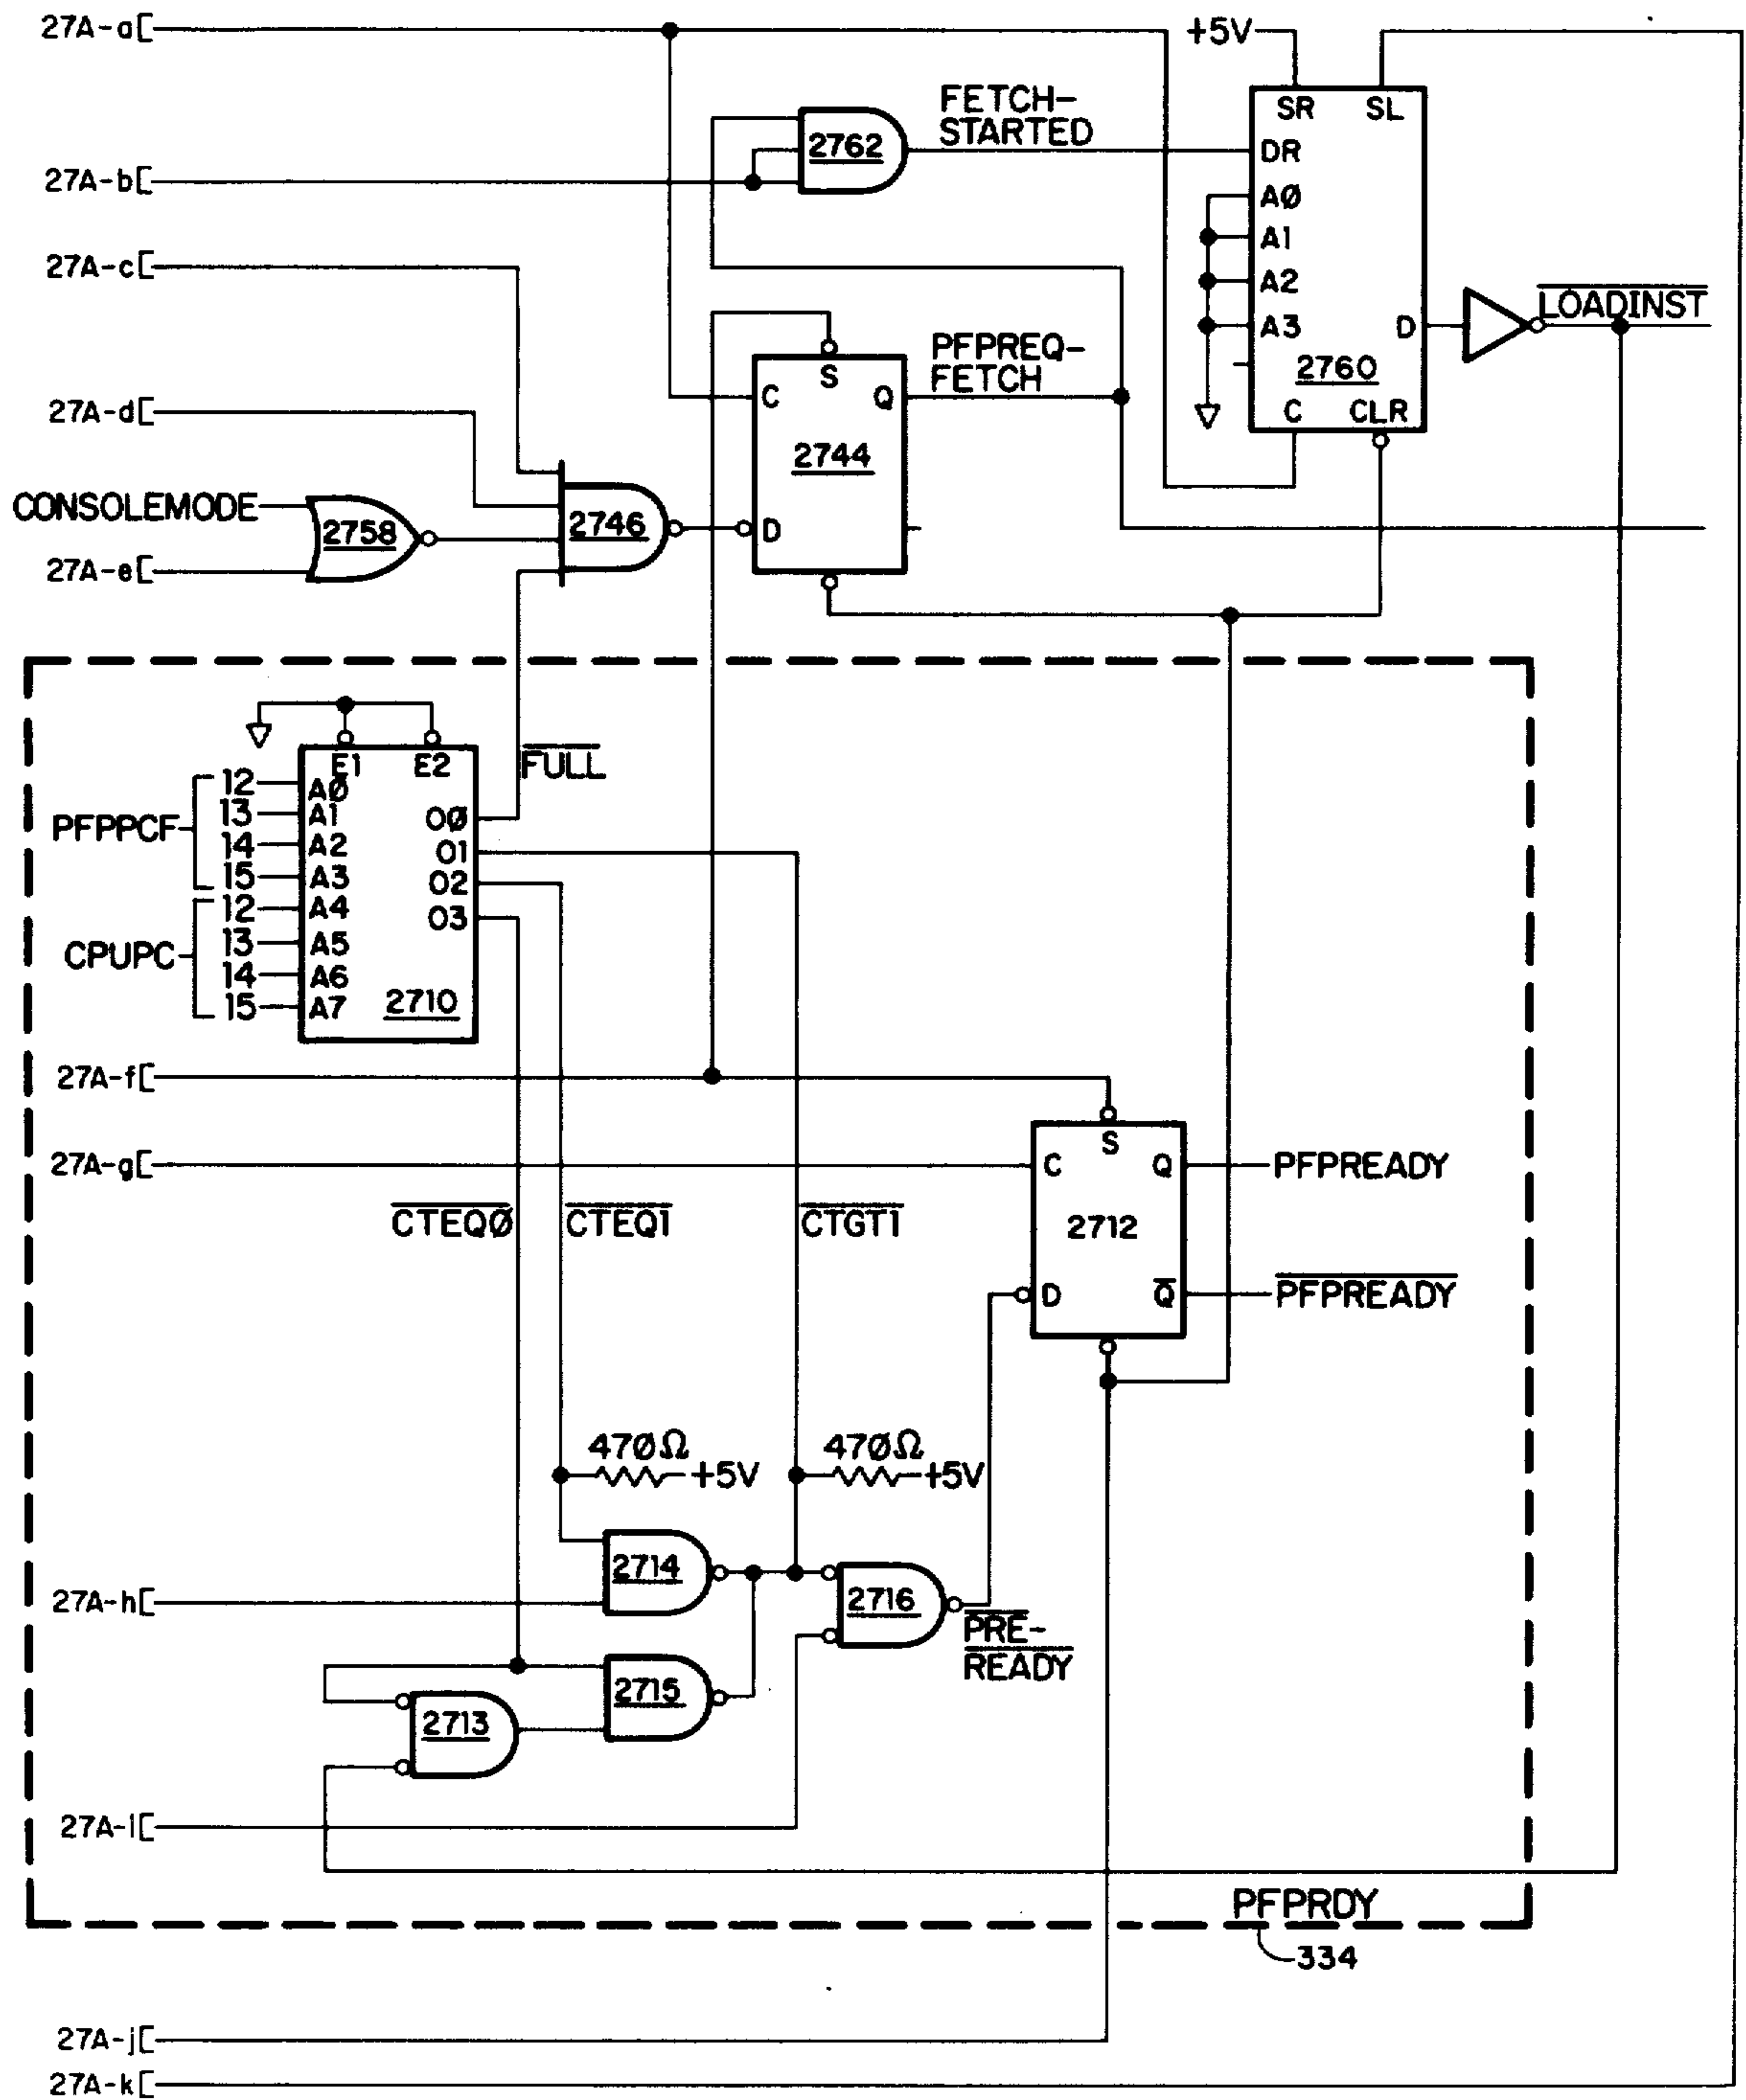 27A-a[
+5V
SR SL
FETCH-
STARTED
2762
DR
27A-b[
AØ
A1
A2
A3
D
2760
C CLR
LOADINST
27A-c[
27A-d[
PFPREQ-
FETCH
S
C Q
2744
D
CONSOLEMODE
2758
2746
27A-e[
E1 E2
FULL
PFPPCF
12 AØ
13 A1
14 A2
15 A3
CPUPC
12 A4
13 A5
14 A6
15 A7
OØ
O1
O2
O3
2710
27A-f[
S
27A-g[
C Q
PFPREADY
CTEQØ
CTEQ1
CTGT1
2712
D Q̅
PFPREADY
47ØΩ
+5V
47ØΩ
+5V
2714
27A-h[
2716
PRE-
READY
2715
2713
27A-i[
PFPRDY
334
27A-j[
27A-k[